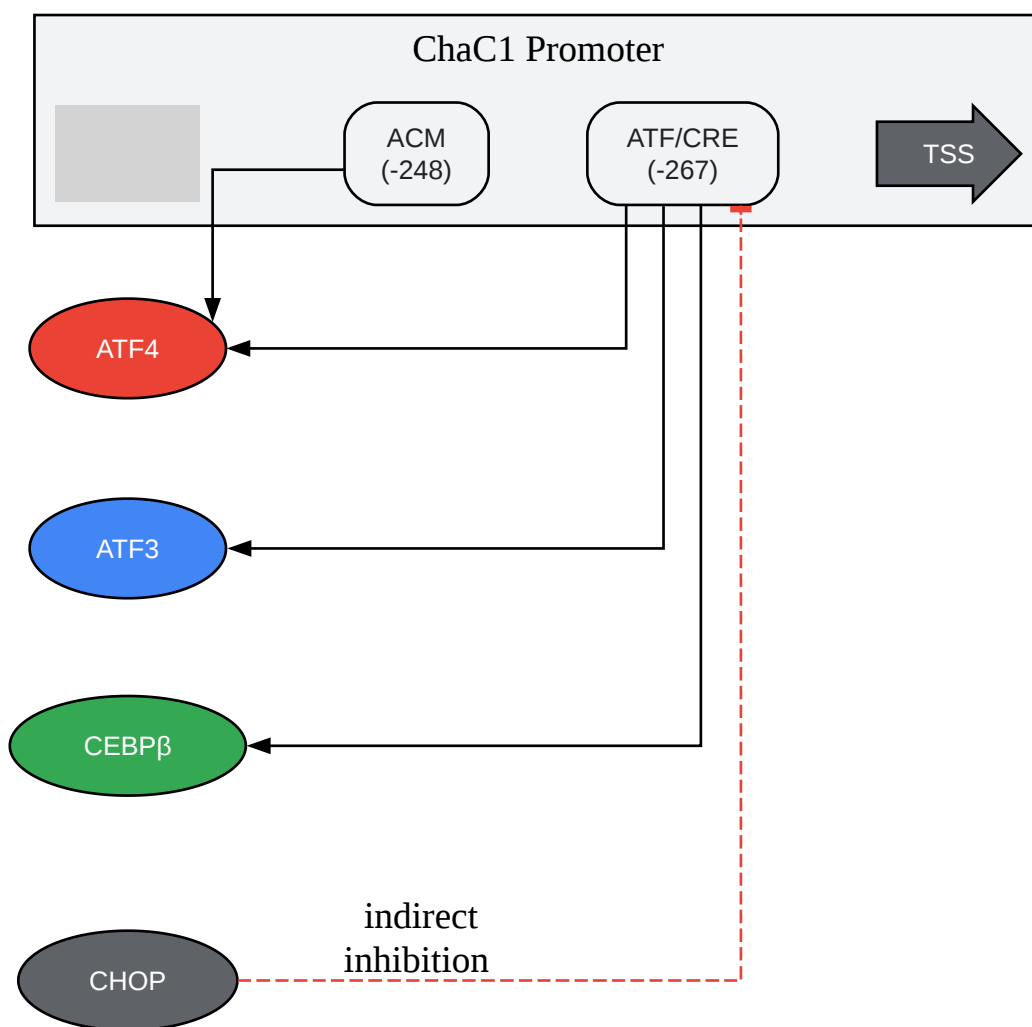 ChaC1 Promoter
ACM
(-248)
ATF/CRE
(-267)
TSS
ATF4
ATF3
CEBPβ
indirect
inhibition
CHOP